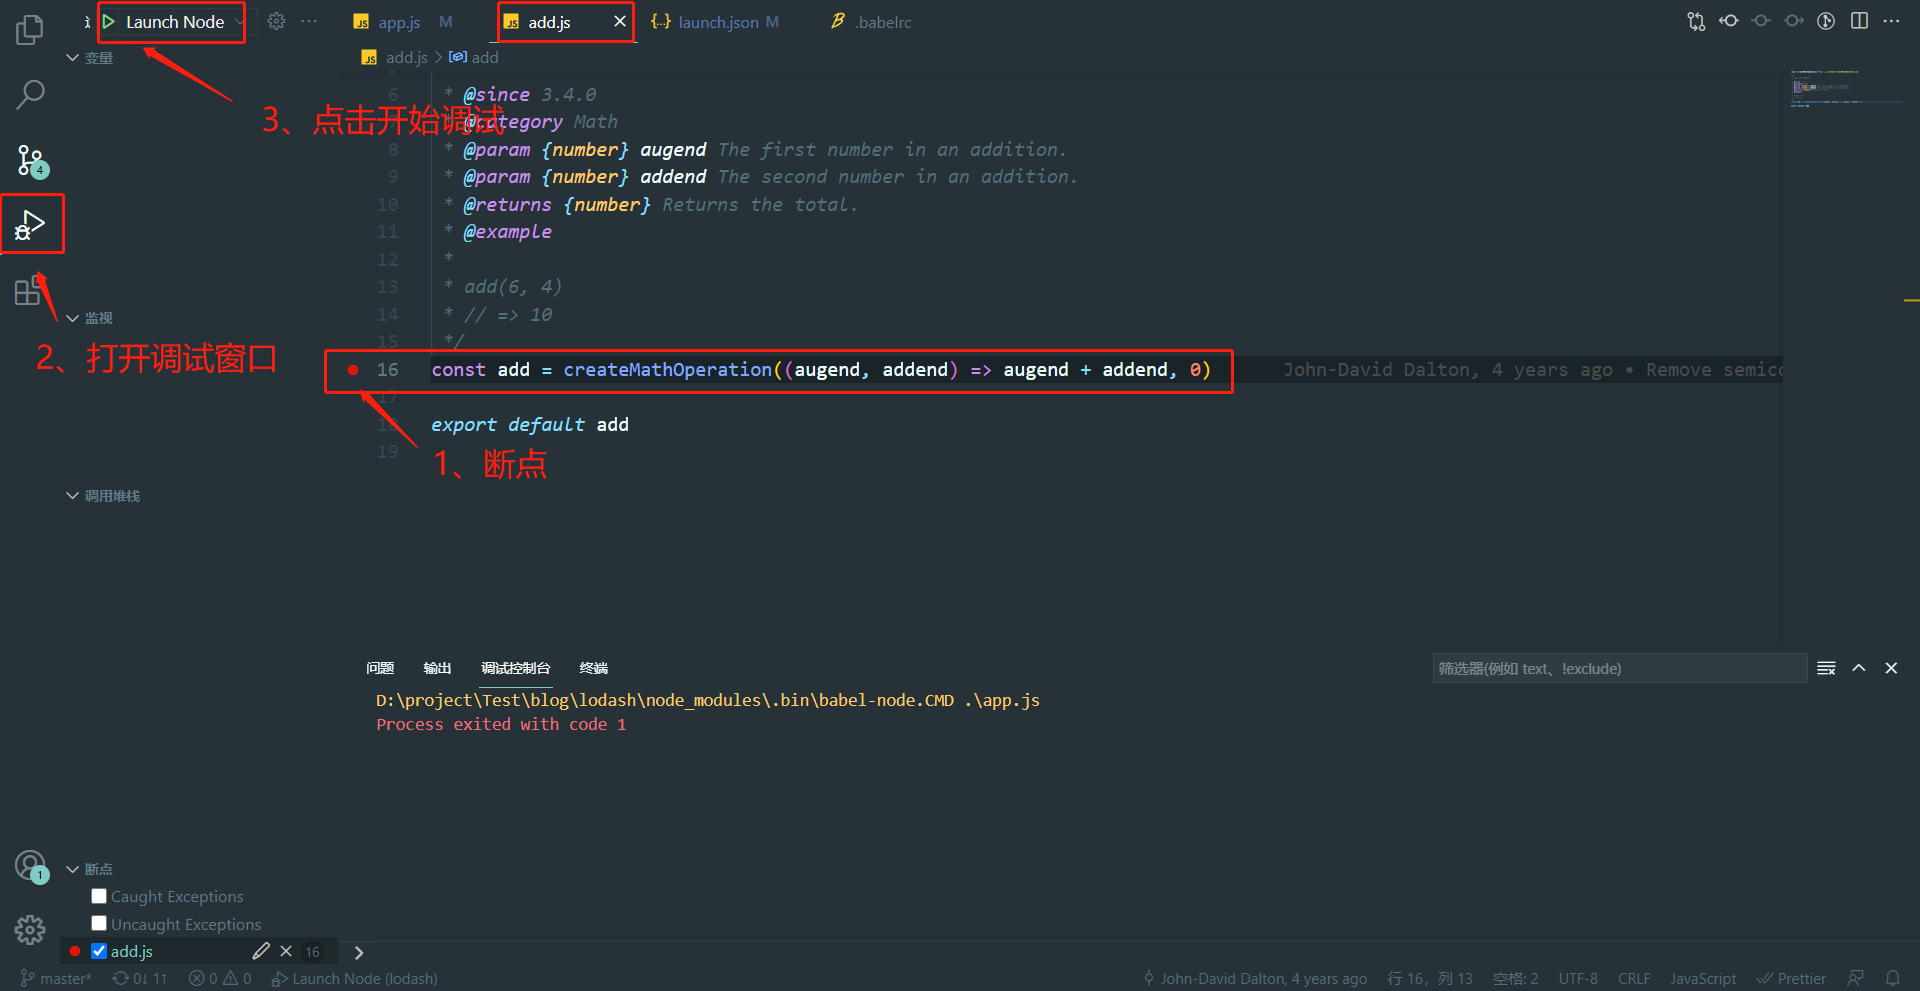 Launch Node
app.js M
add.js
launch.json M
.babelrc
add.js > add
变量
3、点击开始调试
6 * @since 3.4.0
* @category Math
8 * @param {number} augend The first number in an addition.
9 * @param {number} addend The second number in an addition.
10 * @returns {number} Returns the total.
11 * @example
12 *
13 * add(6, 4)
14 * // => 10
15 */
16 const add = createMathOperation((augend, addend) => augend + addend, 0) John-David Dalton, 4 years ago • Remove semico
17
18 export default add
19
4
监视
2、打开调试窗口
1、断点
调用堆栈
问题 输出 调试控制台 终端
筛选器(例如 text、!exclude)
D:\project\Test\blog\lodash\node_modules\.bin\babel-node.CMD .\app.js
Process exited with code 1
1
断点
Caught Exceptions
Uncaught Exceptions
add.js 16
master* 0↓ 1↑ 0 0 Launch Node (lodash)
John-David Dalton, 4 years ago 行 16，列 13 空格: 2 UTF-8 CRLF JavaScript Prettier